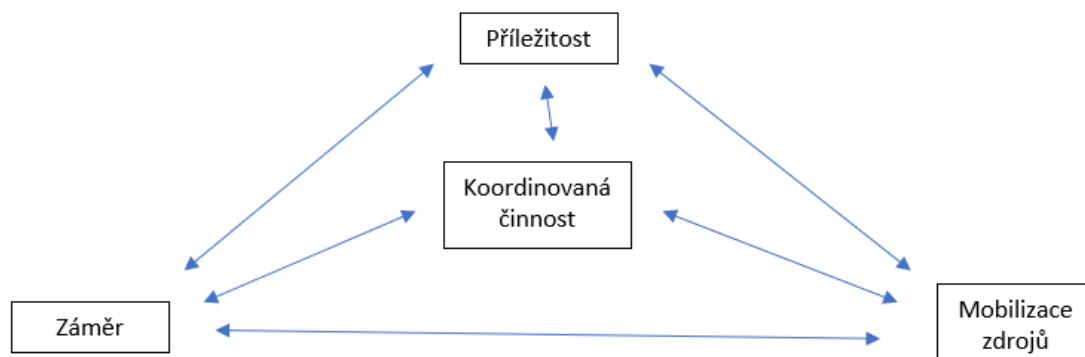 Příležitost
Koordinovaná
činnost
Záměr
Mobilizace
zdrojů